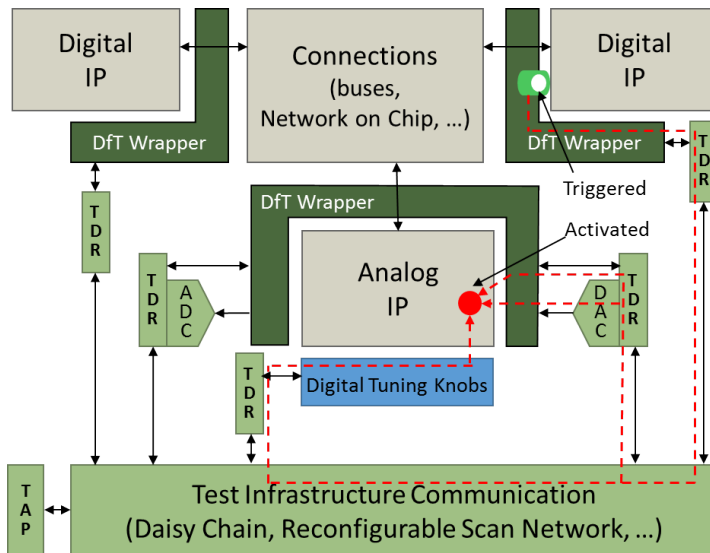 Digital
IP
Connections
(buses,
Network on Chip, ...)
Digital
IP
DfT Wrapper
DfT Wrapper
TDR
TDR
Triggered
DfT Wrapper
Activated
Analog
IP
TDR
ADC
DAC
TDR
TDR
Digital Tuning Knobs
TAP
Test Infrastructure Communication
(Daisy Chain, Reconfigurable Scan Network, ...)